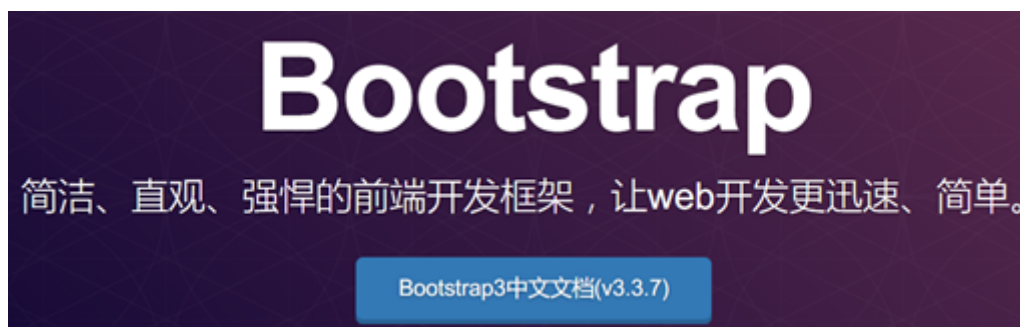 Bootstrap
简洁、直观、强悍的前端开发框架，让web开发更迅速、简单。
Bootstrap3中文文档(v3.3.7)